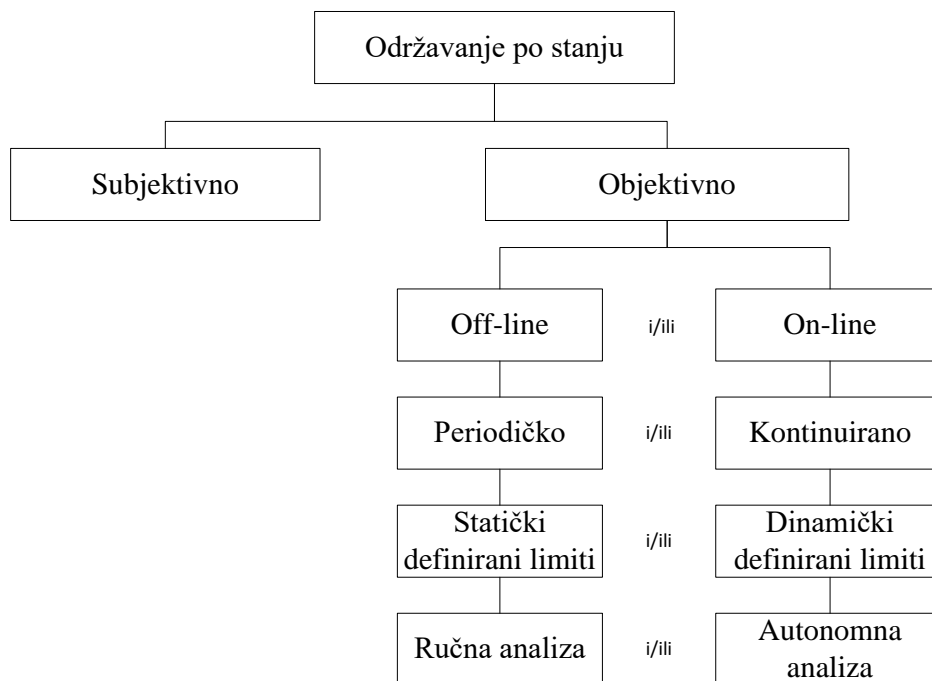 Održavanje po stanju
Subjektivno
Objektivno
Off-line
i/ili
On-line
Periodičko
i/ili
Kontinuirano
Statički
definirani limiti
i/ili
Dinamički
definirani limiti
Ručna analiza
i/ili
Autonomna
analiza